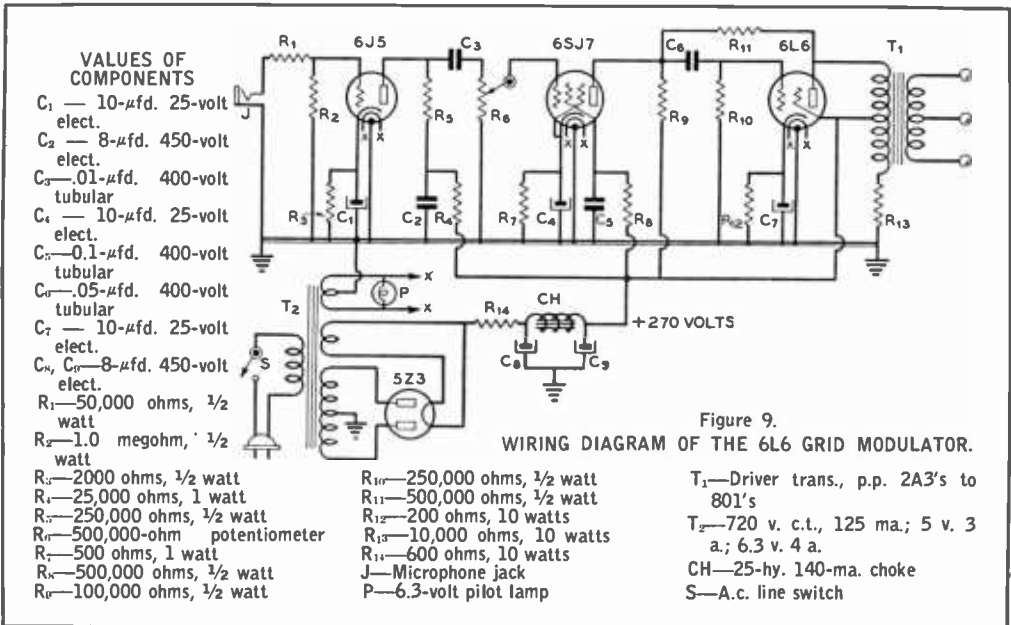 VALUES OF
COMPONENTS
C₁ — 10-µfd. 25-volt
elect.
C₂ — 8-µfd. 450-volt
elect.
C₃—.01-µfd. 400-volt
tubular
C₄ — 10-µfd. 25-volt
elect.
C₅—0.1-µfd. 400-volt
tubular
C₆—.05-µfd. 400-volt
tubular
C₇ — 10-µfd. 25-volt
elect.
C₈, C₉—8-µfd. 450-volt
elect.
R₁—50,000 ohms, ½
watt
R₂—1.0 megohm, ½
watt
R₃—2000 ohms, ½ watt
R₄—25,000 ohms, 1 watt
R₅—250,000 ohms, ½ watt
R₆—500,000-ohm potentiometer
R₇—500 ohms, 1 watt
R₈—500,000 ohms, ½ watt
R₉—100,000 ohms, ½ watt
R₁₀—250,000 ohms, ½ watt
R₁₁—500,000 ohms, ½ watt
R₁₂—200 ohms, 10 watts
R₁₃—10,000 ohms, 10 watts
R₁₄—600 ohms, 10 watts
J—Microphone jack
P—6.3-volt pilot lamp
T₁—Driver trans., p.p. 2A3's to
801's
T₂—720 v. c.t., 125 ma.; 5 v. 3
a.; 6.3 v. 4 a.
CH—25-hy. 140-ma. choke
S—A.c. line switch
R₁ 6J5 C₃ 6SJ7 C₆ R₁₁ 6L6 T₁
J R₂ R₅ R₆ R₉ R₁₀
X X X X X X
R₃ C₁ C₂ R₄ R₇ C₄ C₅ R₈ R₁₂ C₇ R₁₃
X
T₂ P
X
R₁₄ CH +270 VOLTS
S C₈ C₉
5Z3
Figure 9.
WIRING DIAGRAM OF THE 6L6 GRID MODULATOR.